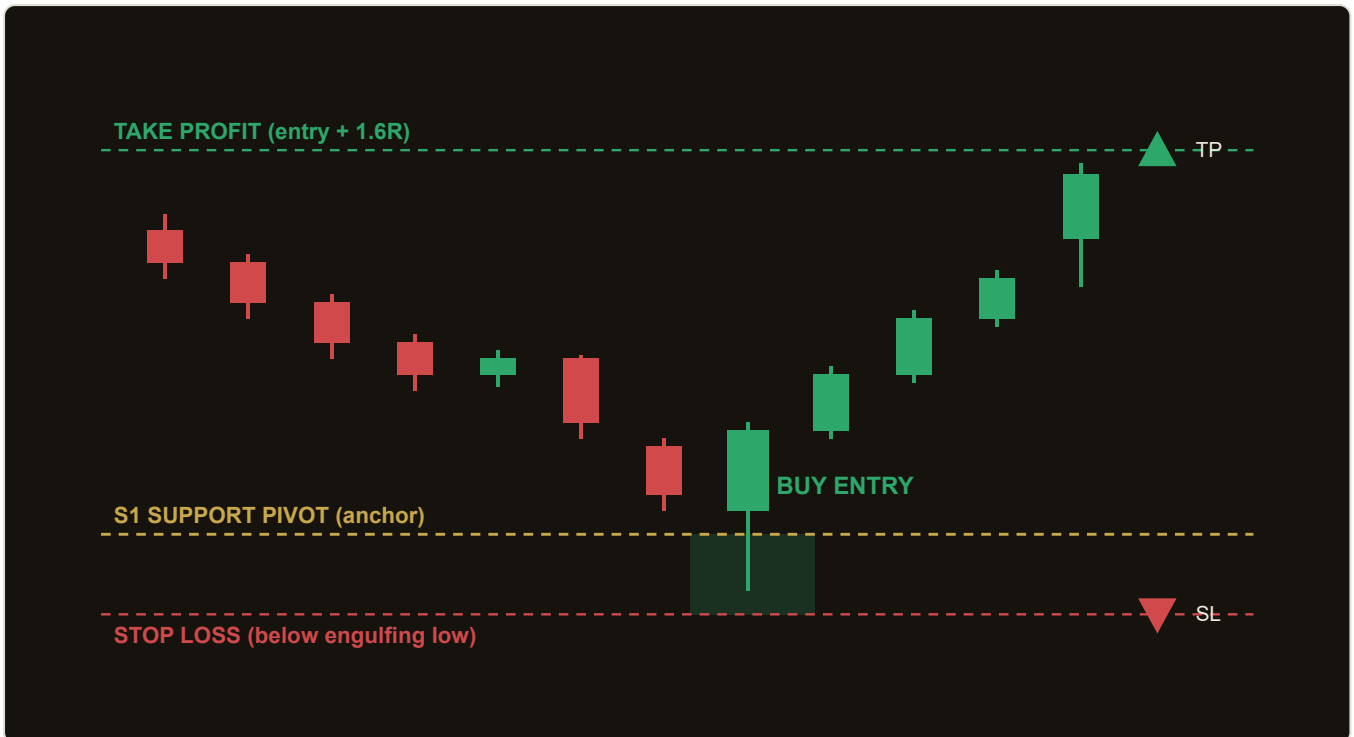 TAKE PROFIT (entry + 1.6R)
TP
BUY ENTRY
S1 SUPPORT PIVOT (anchor)
SL
STOP LOSS (below engulfing low)